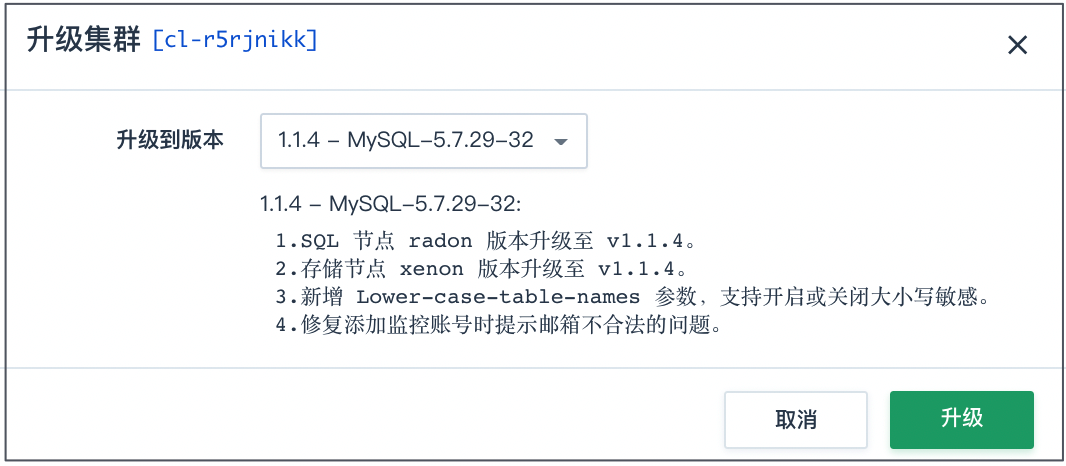 升级集群 [cl-r5rjnikk]
升级到版本
1.1.4 - MySQL-5.7.29-32
1.1.4 - MySQL-5.7.29-32:
1.SQL 节点 radon 版本升级至 v1.1.4。
2.存储节点 xenon 版本升级至 v1.1.4。
3.新增 Lower-case-table-names 参数，支持开启或关闭大小写敏感。
4.修复添加监控账号时提示邮箱不合法的问题。
取消
升级